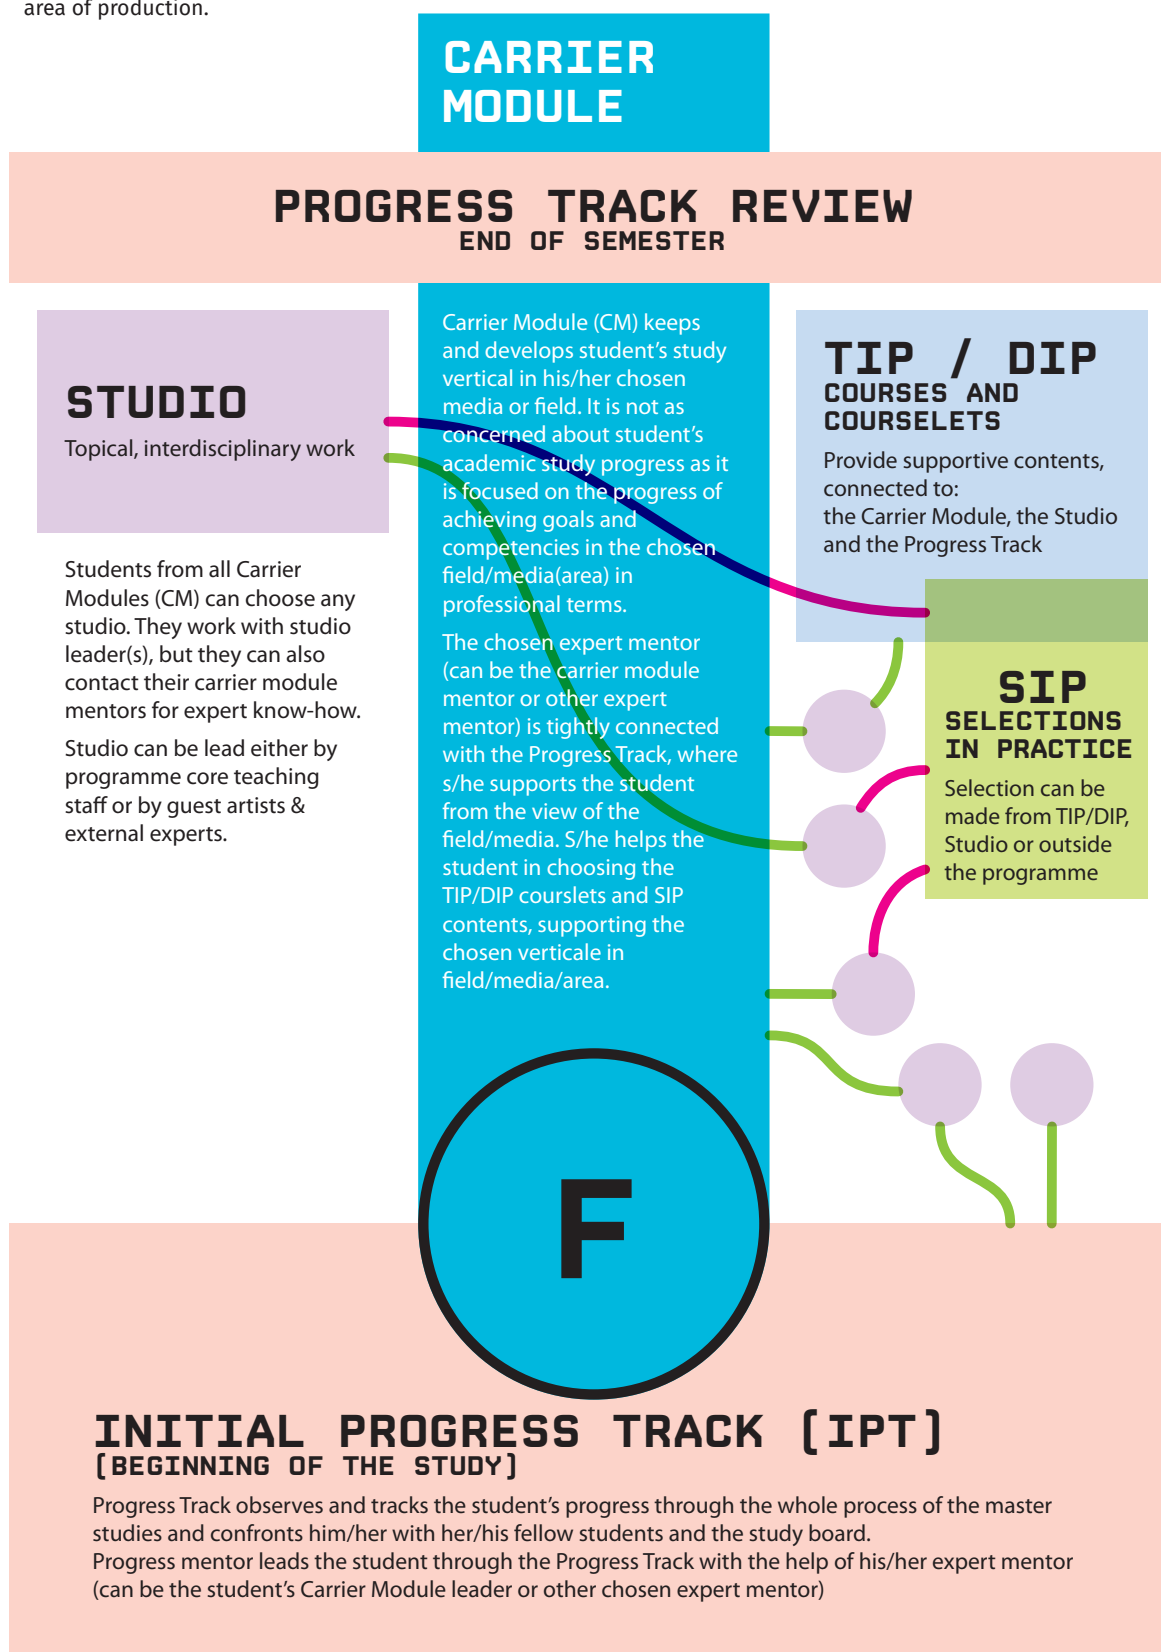 area of production.
CARRIER
MODULE
PROGRESS TRACK REVIEW
END OF SEMESTER
STUDIO
Topical, interdisciplinary work
Students from all Carrier
Modules (CM) can choose any
studio. They work with studio
leader(s), but they can also
contact their carrier module
mentors for expert know-how.
Studio can be lead either by
programme core teaching
staff or by guest artists &
external experts.
Carrier Module (CM) keeps
and develops student’s study
vertical in his/her chosen
media or field. It is not as
concerned about student’s
academic study progress as it
is focused on the progress of
achieving goals and
competencies in the chosen
field/media(area) in
professional terms.
The chosen expert mentor
(can be the carrier module
mentor or other expert
mentor) is tightly connected
with the Progress Track, where
s/he supports the student
from the view of the
field/media. S/he helps the
student in choosing the
TIP/DIP courslets and SIP
contents, supporting the
chosen verticale in
field/media/area.
TIP / DIP
COURSES AND
COURSELETS
Provide supportive contents,
connected to:
the Carrier Module, the Studio
and the Progress Track
SIP
SELECTIONS
IN PRACTICE
Selection can be
made from TIP/DIP,
Studio or outside
the programme
F
INITIAL PROGRESS TRACK (IPT)
(BEGINNING OF THE STUDY)
Progress Track observes and tracks the student’s progress through the whole process of the master
studies and confronts him/her with her/his fellow students and the study board.
Progress mentor leads the student through the Progress Track with the help of his/her expert mentor
(can be the student’s Carrier Module leader or other chosen expert mentor)